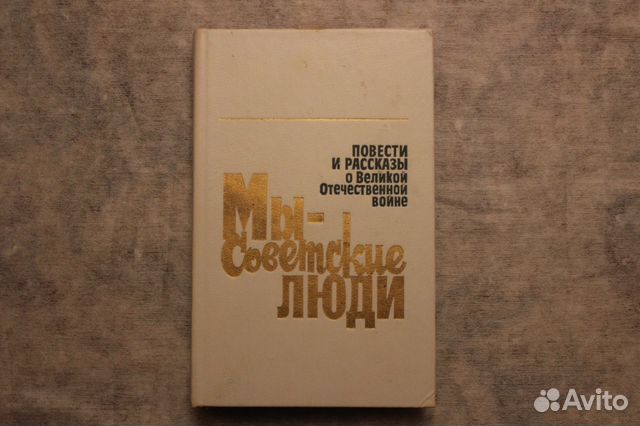 ПОВЕСТИ
И РАССКАЗЫ
о Великой
Отечественной
войне
Мы-
Советские
ЛЮДИ
Avito